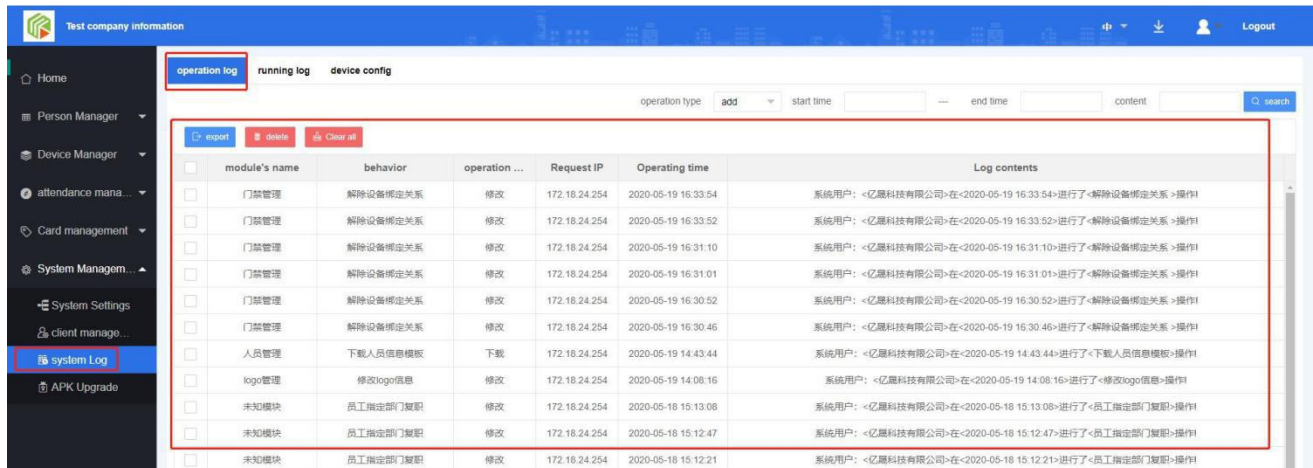 Test company information
中
Logout
Home
Person Manager
Device Manager
attendance mana...
Card management
System Managem...
System Settings
client manage...
system Log
APK Upgrade
operation log running log device config
operation type add start time — end time content search
export delete Clear all
module's name behavior operation ... Request IP Operating time Log contents
门禁管理 解除设备绑定关系 修改 172.18.24.254 2020-05-19 16:33:54 系统用户：<亿晟科技有限公司>在<2020-05-19 16:33:54>进行了<解除设备绑定关系 >操作!
门禁管理 解除设备绑定关系 修改 172.18.24.254 2020-05-19 16:33:52 系统用户：<亿晟科技有限公司>在<2020-05-19 16:33:52>进行了<解除设备绑定关系 >操作!
门禁管理 解除设备绑定关系 修改 172.18.24.254 2020-05-19 16:31:10 系统用户：<亿晟科技有限公司>在<2020-05-19 16:31:10>进行了<解除设备绑定关系 >操作!
门禁管理 解除设备绑定关系 修改 172.18.24.254 2020-05-19 16:31:01 系统用户：<亿晟科技有限公司>在<2020-05-19 16:31:01>进行了<解除设备绑定关系 >操作!
门禁管理 解除设备绑定关系 修改 172.18.24.254 2020-05-19 16:30:52 系统用户：<亿晟科技有限公司>在<2020-05-19 16:30:52>进行了<解除设备绑定关系 >操作!
门禁管理 解除设备绑定关系 修改 172.18.24.254 2020-05-19 16:30:46 系统用户：<亿晟科技有限公司>在<2020-05-19 16:30:46>进行了<解除设备绑定关系 >操作!
人员管理 下载人员信息模板 下载 172.18.24.254 2020-05-19 14:43:44 系统用户：<亿晟科技有限公司>在<2020-05-19 14:43:44>进行了<下载人员信息模板>操作!
logo管理 修改logo信息 修改 172.18.24.254 2020-05-19 14:08:16 系统用户：<亿晟科技有限公司>在<2020-05-19 14:08:16>进行了<修改logo信息>操作!
未知模块 员工指定部门复职 修改 172.18.24.254 2020-05-18 15:13:08 系统用户：<亿晟科技有限公司>在<2020-05-18 15:13:08>进行了<员工指定部门复职>操作!
未知模块 员工指定部门复职 修改 172.18.24.254 2020-05-18 15:12:47 系统用户：<亿晟科技有限公司>在<2020-05-18 15:12:47>进行了<员工指定部门复职>操作!
未知模块 员工指定部门复职 修改 172.18.24.254 2020-05-18 15:12:21 系统用户：<亿晟科技有限公司>在<2020-05-18 15:12:21>进行了<员工指定部门复职>操作!